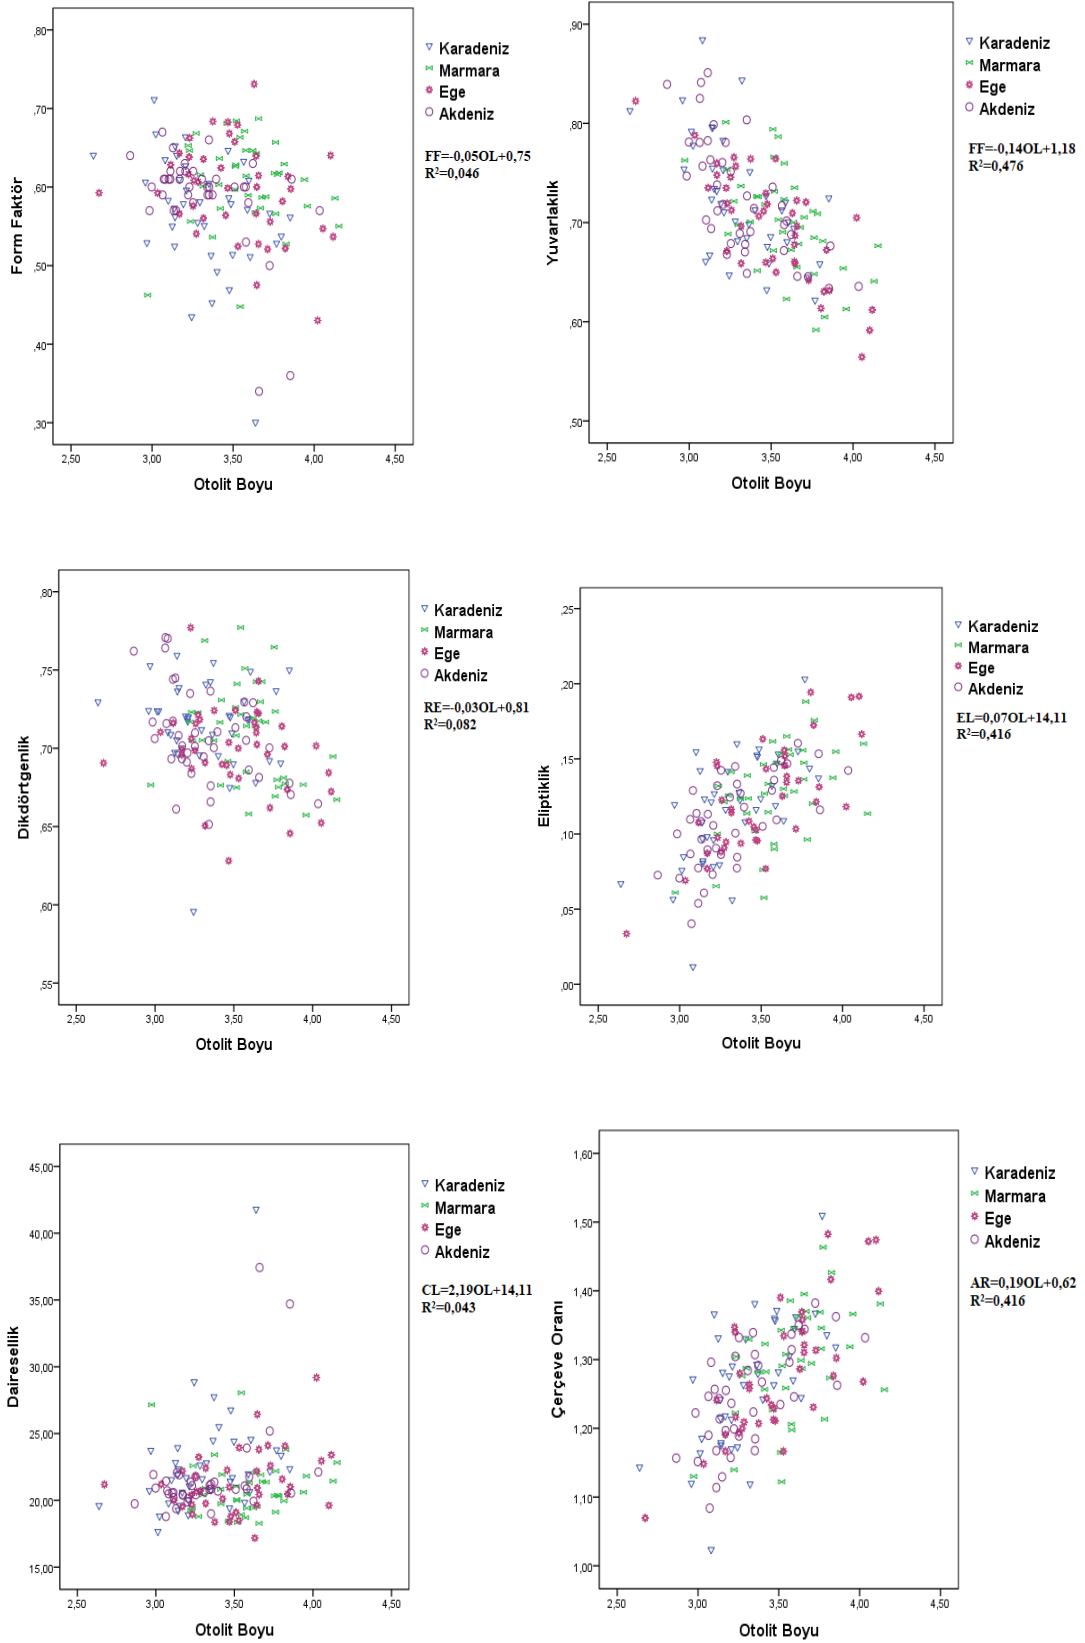 ,80
,70
,60
,50
,40
,30
Form Faktör
2,50 3,00 3,50 4,00 4,50
Otolit Boyu
Karadeniz
Marmara
Ege
Akdeniz
FF=-0,05OL+0,75
R²=0,046
,90
,80
,70
,60
,50
Yuvarlaklık
2,50 3,00 3,50 4,00 4,50
Otolit Boyu
Karadeniz
Marmara
Ege
Akdeniz
FF=-0,14OL+1,18
R²=0,476
,80
,75
,70
,65
,60
,55
Dikdörtgenlik
2,50 3,00 3,50 4,00 4,50
Otolit Boyu
Karadeniz
Marmara
Ege
Akdeniz
RE=-0,03OL+0,81
R²=0,082
,25
,20
,15
,10
,05
,00
Eliptiklik
2,50 3,00 3,50 4,00 4,50
Otolit Boyu
Karadeniz
Marmara
Ege
Akdeniz
EL=0,07OL+14,11
R²=0,416
45,00
40,00
35,00
30,00
25,00
20,00
15,00
Dairesellik
2,50 3,00 3,50 4,00 4,50
Otolit Boyu
Karadeniz
Marmara
Ege
Akdeniz
CL=2,19OL+14,11
R²=0,043
1,60
1,50
1,40
1,30
1,20
1,10
1,00
Çerçeve Oranı
2,50 3,00 3,50 4,00 4,50
Otolit Boyu
Karadeniz
Marmara
Ege
Akdeniz
AR=0,19OL+0,62
R²=0,416